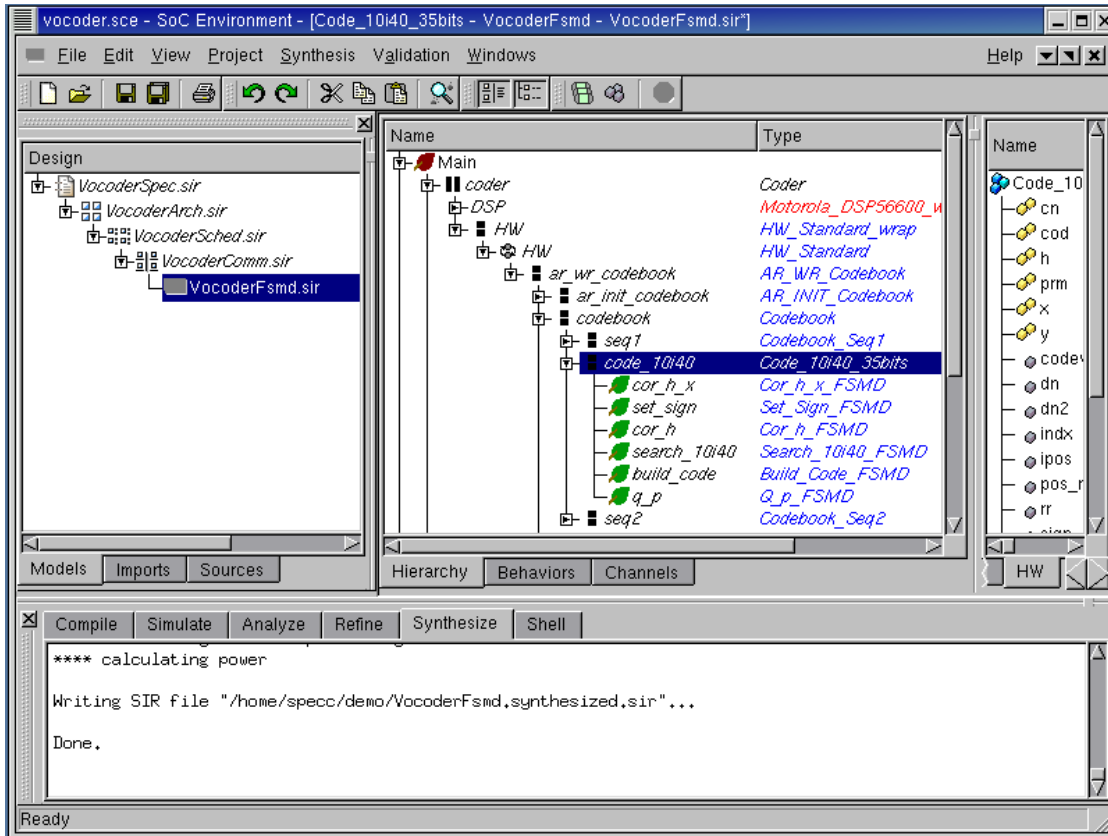 vocoder.sce - SoC Environment - [Code_10i40_35bits - VocoderFsmd - VocoderFsmd.sir*]
File Edit View Project Synthesis Validation Windows Help
Design
VocoderSpec.sir
VocoderArch.sir
VocoderSched.sir
VocoderComm.sir
VocoderFsmd.sir
Models Imports Sources
Name Type
Main
coder Coder
DSP Motorola_DSP56600_w
HW HW_Standard_wrap
HW HW_Standard
ar_wr_codebook AR_WR_Codebook
ar_init_codebook AR_INIT_Codebook
codebook Codebook
seq1 Codebook_Seq1
code_10i40 Code_10i40_35bits
cor_h_x Cor_h_x_FSMD
set_sign Set_Sign_FSMD
cor_h Cor_h_FSMD
search_10i40 Search_10i40_FSMD
build_code Build_Code_FSMD
q_p Q_p_FSMD
seq2 Codebook_Seq2
Hierarchy Behaviors Channels
Name
Code_10
cn
cod
h
prm
x
y
codev
dn
dn2
indx
ipos
pos_r
rr
HW
Compile Simulate Analyze Refine Synthesize Shell
**** calculating power
Writing SIR file "/home/specc/demo/VocoderFsmd.synthesized.sir"...
Done.
Ready